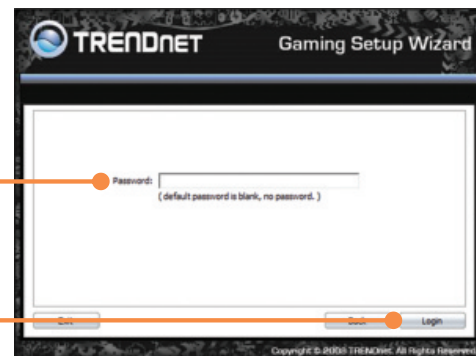 TRENDNET
Gaming Setup Wizard
Password:
( default password is blank, no password. )
Exit Back Login
Copyright © 2009 TRENDnet. All Rights Reserved